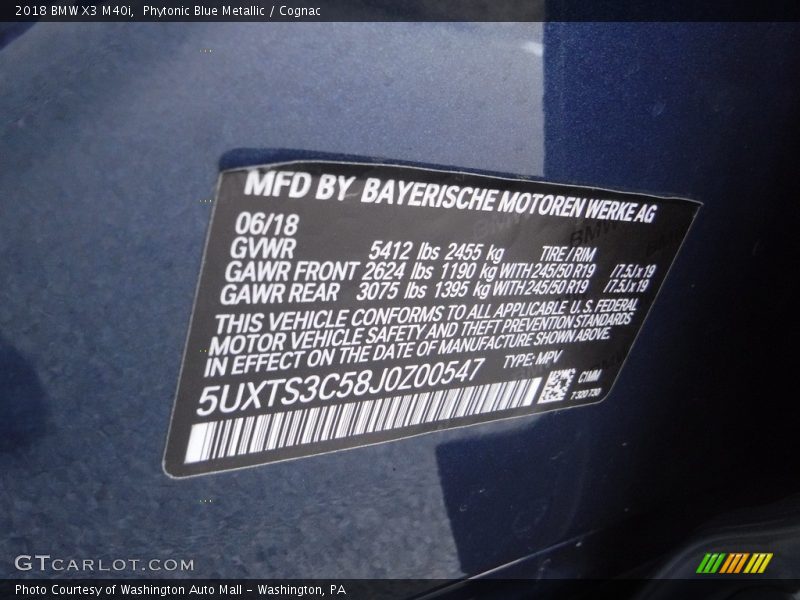 2018 BMW X3 M40i, Phytonic Blue Metallic / Cognac
MFD BY BAYERISCHE MOTOREN WERKE AG
06/18
GVWR 5412 lbs 2455 kg TIRE / RIM
GAWR FRONT 2624 lbs 1190 kg WITH 245/50 R19 /7.5J x 19
GAWR REAR 3075 lbs 1395 kg WITH 245/50 R19 /7.5J x 19
THIS VEHICLE CONFORMS TO ALL APPLICABLE U. S. FEDERAL
MOTOR VEHICLE SAFETY AND THEFT PREVENTION STANDARDS
IN EFFECT ON THE DATE OF MANUFACTURE SHOWN ABOVE.
5UXTS3C58J0Z00547 TYPE: MPV
C1MM
T 320 T30
GTCARLOT.COM
Photo Courtesy of Washington Auto Mall – Washington, PA